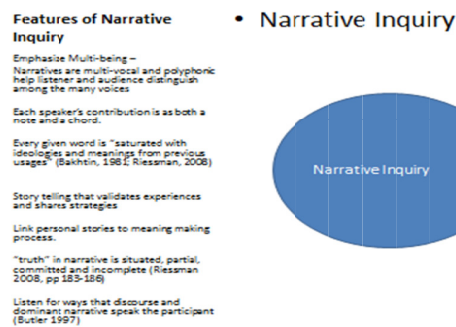 Features of Narrative
Inquiry
Emphasize Multi-being –
Narratives are multi-vocal and polyphonic
help listener and audience distinguish
among the many voices
Each speaker's contribution is as both a
note and a chord.
Every given word is "saturated with
ideologies and meanings from previous
usages" (Bakhtin, 1981; Riessman, 2008)
Story telling that validates experiences
and shares strategies
Link personal stories to meaning making
process.
"truth" in narrative is situated, partial,
committed and incomplete (Riessman
2008, pp 183-186)
Listen for ways that discourse and
dominant narrative speak the participant
(Butler 1997)
• Narrative Inquiry
Narrative Inquiry